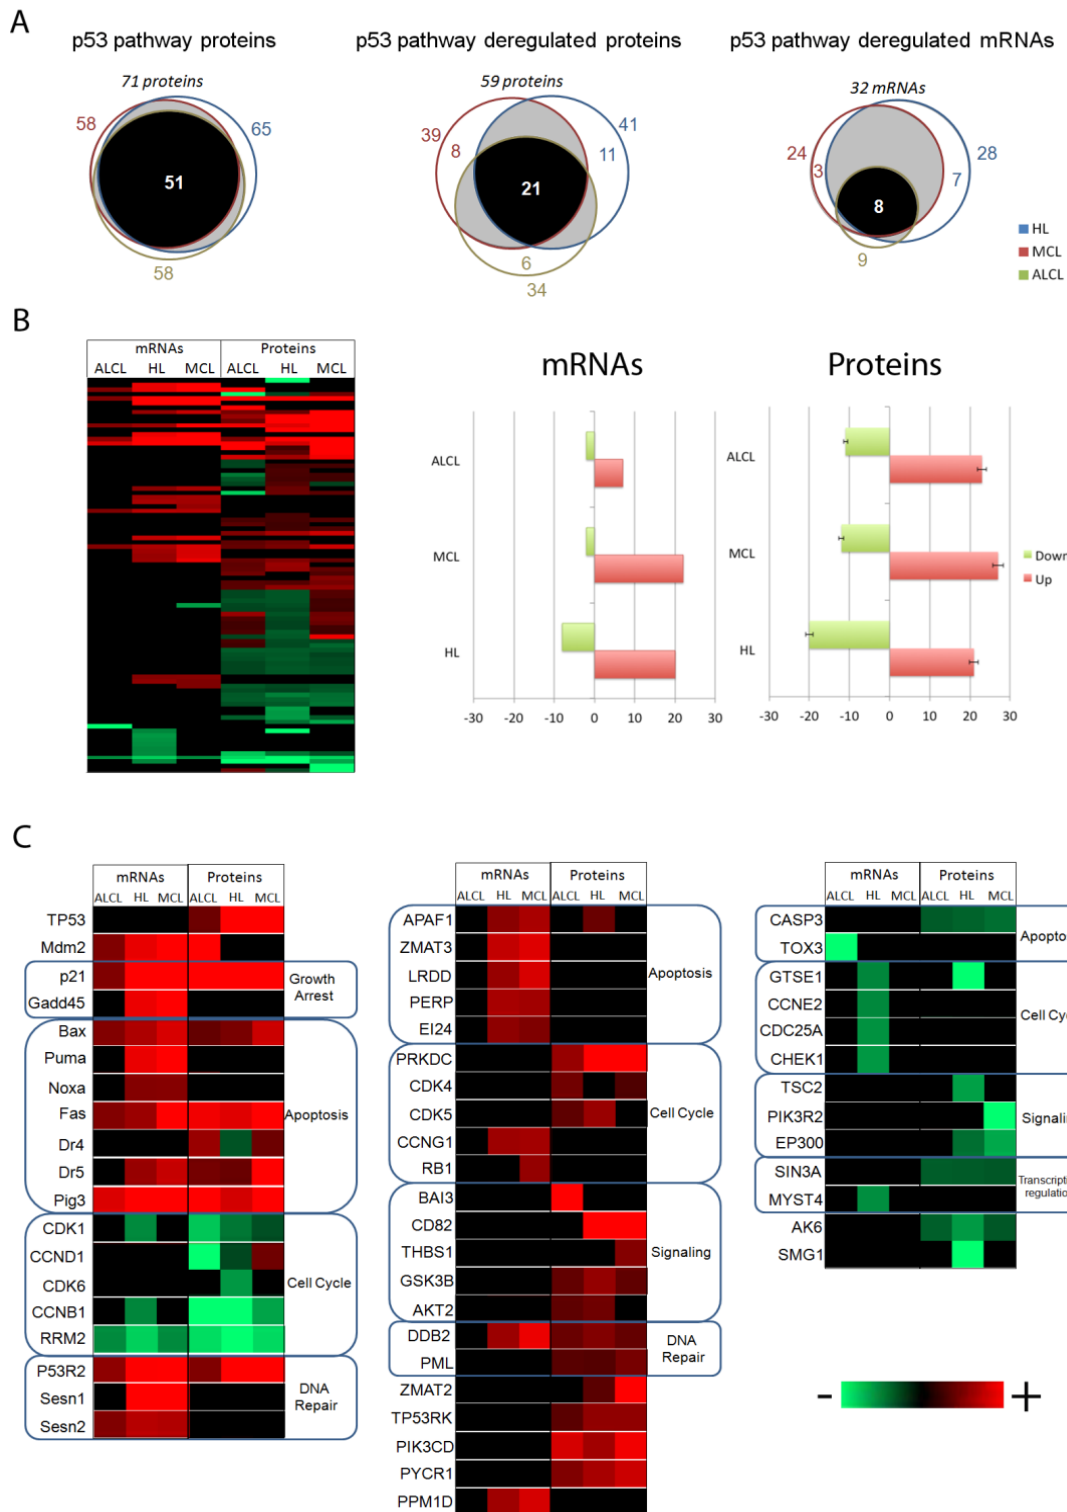 A
p53 pathway proteins
p53 pathway deregulated proteins
p53 pathway deregulated mRNAs
71 proteins
59 proteins
32 mRNAs
58
65
51
58
39
41
8
11
21
6
34
24
28
3
7
8
9
HL
MCL
ALCL
B
mRNAs Proteins
ALCL HL MCL ALCL HL MCL
mRNAs
ALCL
MCL
HL
-30 -20 -10 0 10 20 30
Proteins
ALCL
MCL
HL
-30 -20 -10 0 10 20 30
Down
Up
C
mRNAs Proteins
ALCL HL MCL ALCL HL MCL
TP53
Mdm2
p21
Gadd45
Growth
Arrest
Bax
Puma
Noxa
Fas
Dr4
Dr5
Pig3
Apoptosis
CDK1
CCND1
CDK6
CCNB1
RRM2
Cell Cycle
P53R2
Sesn1
Sesn2
DNA
Repair
mRNAs Proteins
ALCL HL MCL ALCL HL MCL
APAF1
ZMAT3
LRDD
PERP
EI24
Apoptosis
PRKDC
CDK4
CDK5
CCNG1
RB1
Cell Cycle
BAI3
CD82
THBS1
GSK3B
AKT2
Signaling
DDB2
PML
DNA
Repair
ZMAT2
TP53RK
PIK3CD
PYCR1
PPM1D
mRNAs Proteins
ALCL HL MCL ALCL HL MCL
CASP3
TOX3
Apopto
GTSE1
CCNE2
CDC25A
CHEK1
Cell Cyc
TSC2
PIK3R2
EP300
Signalin
SIN3A
MYST4
Transcripti
regulation
AK6
SMG1
- +